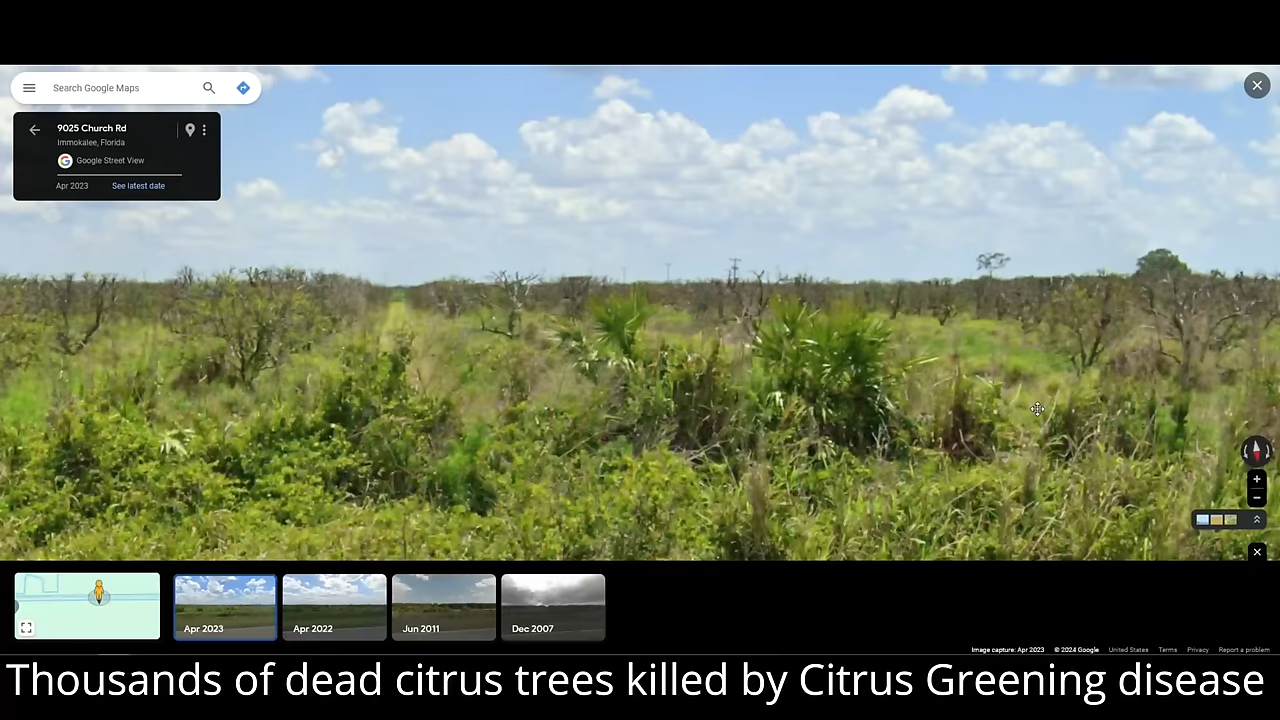 Search Google Maps
9025 Church Rd
Immokalee, Florida
Google Street View
Apr 2023 See latest date
Apr 2023
Apr 2022
Jun 2011
Dec 2007
Image capture: Apr 2023 © 2024 Google United States Terms Privacy Report a problem
Thousands of dead citrus trees killed by Citrus Greening disease